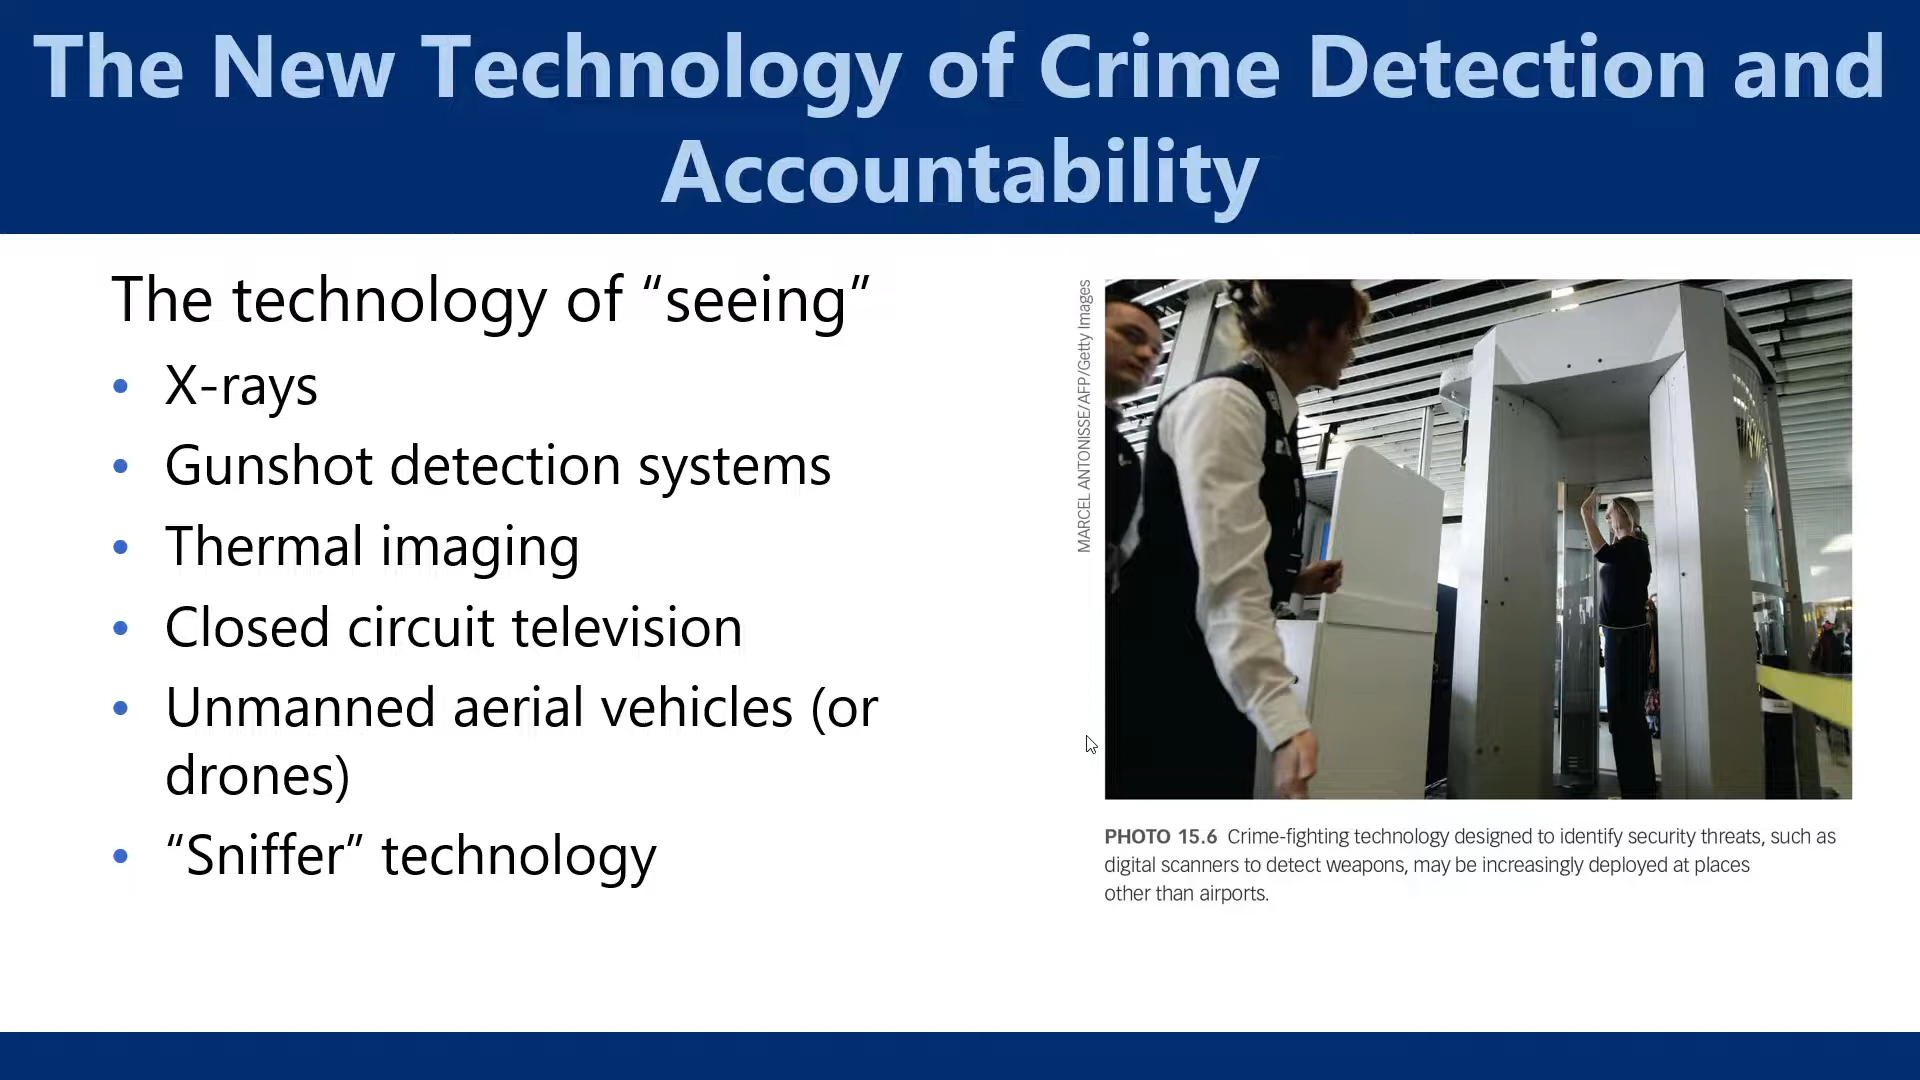 The New Technology of Crime Detection and
Accountability
The technology of “seeing”
• X-rays
• Gunshot detection systems
• Thermal imaging
• Closed circuit television
• Unmanned aerial vehicles (or
drones)
• “Sniffer” technology
MARCEL ANTONISSE/AFP/Getty Images
PHOTO 15.6 Crime-fighting technology designed to identify security threats, such as
digital scanners to detect weapons, may be increasingly deployed at places
other than airports.